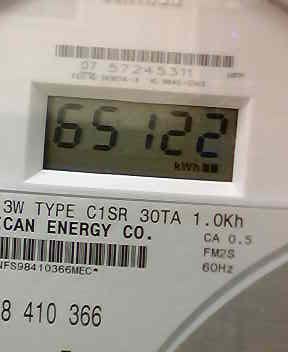 07 57245311
65122
kWh
3W TYPE C1SR 30TA 1.0Kh
CAN ENERGY CO.
CA 0.5
FM2S
60Hz
NFS98410366MEC*
8 410 366